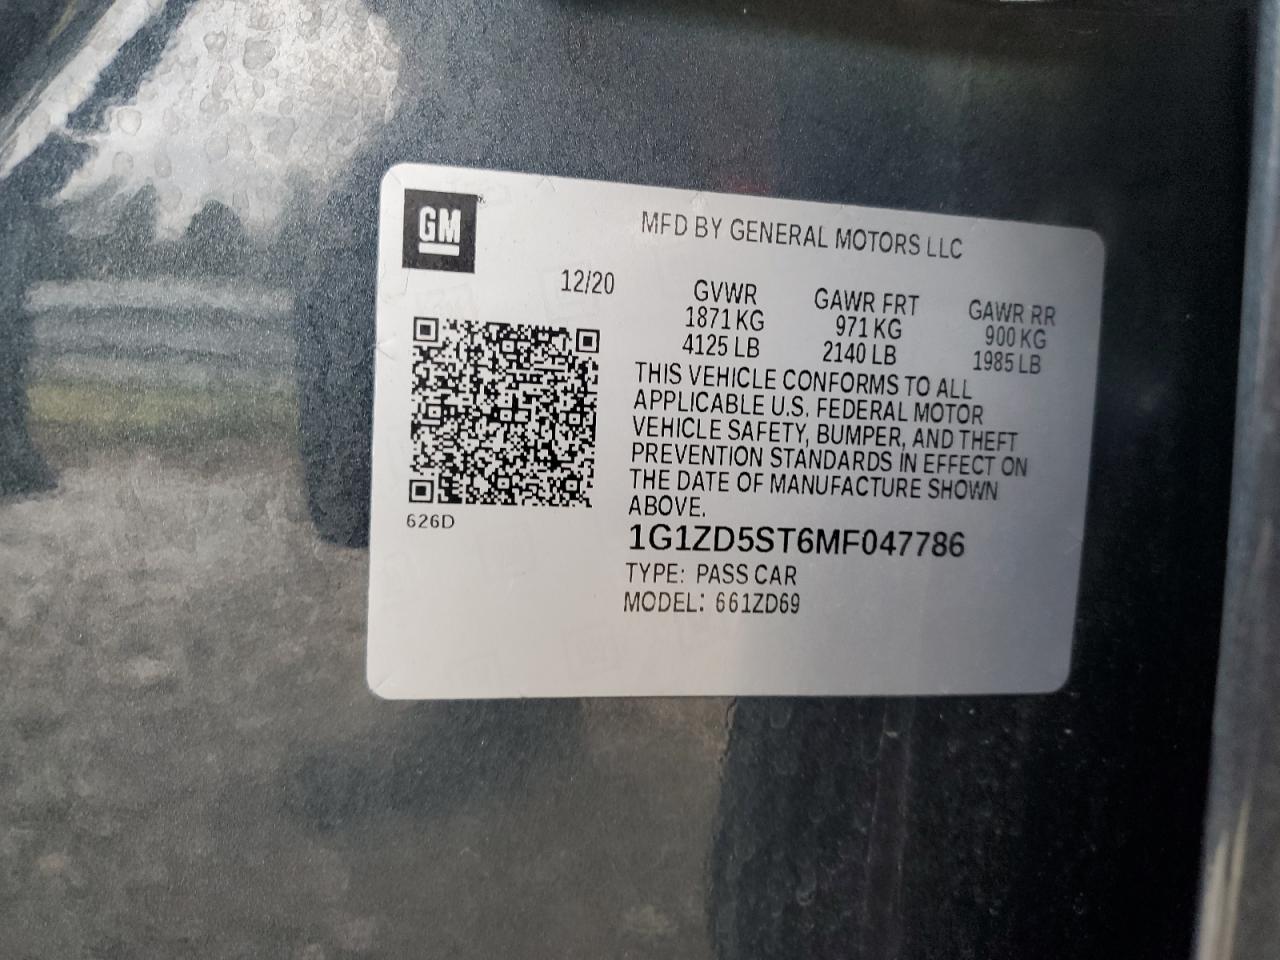 GM
MFD BY GENERAL MOTORS LLC
12/20
GVWR
1871 KG
4125 LB
GAWR FRT
971 KG
2140 LB
GAWR RR
900 KG
1985 LB
THIS VEHICLE CONFORMS TO ALL
APPLICABLE U.S. FEDERAL MOTOR
VEHICLE SAFETY, BUMPER, AND THEFT
PREVENTION STANDARDS IN EFFECT ON
THE DATE OF MANUFACTURE SHOWN
ABOVE.
626D
1G1ZD5ST6MF047786
TYPE: PASS CAR
MODEL: 661ZD69